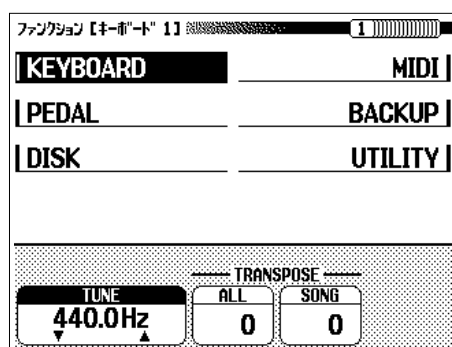 ファンクション [キーボード 1]
1
KEYBOARD
MIDI
PEDAL
BACKUP
DISK
UTILITY
TRANSPOSE
TUNE
ALL
SONG
440.0Hz
0
0